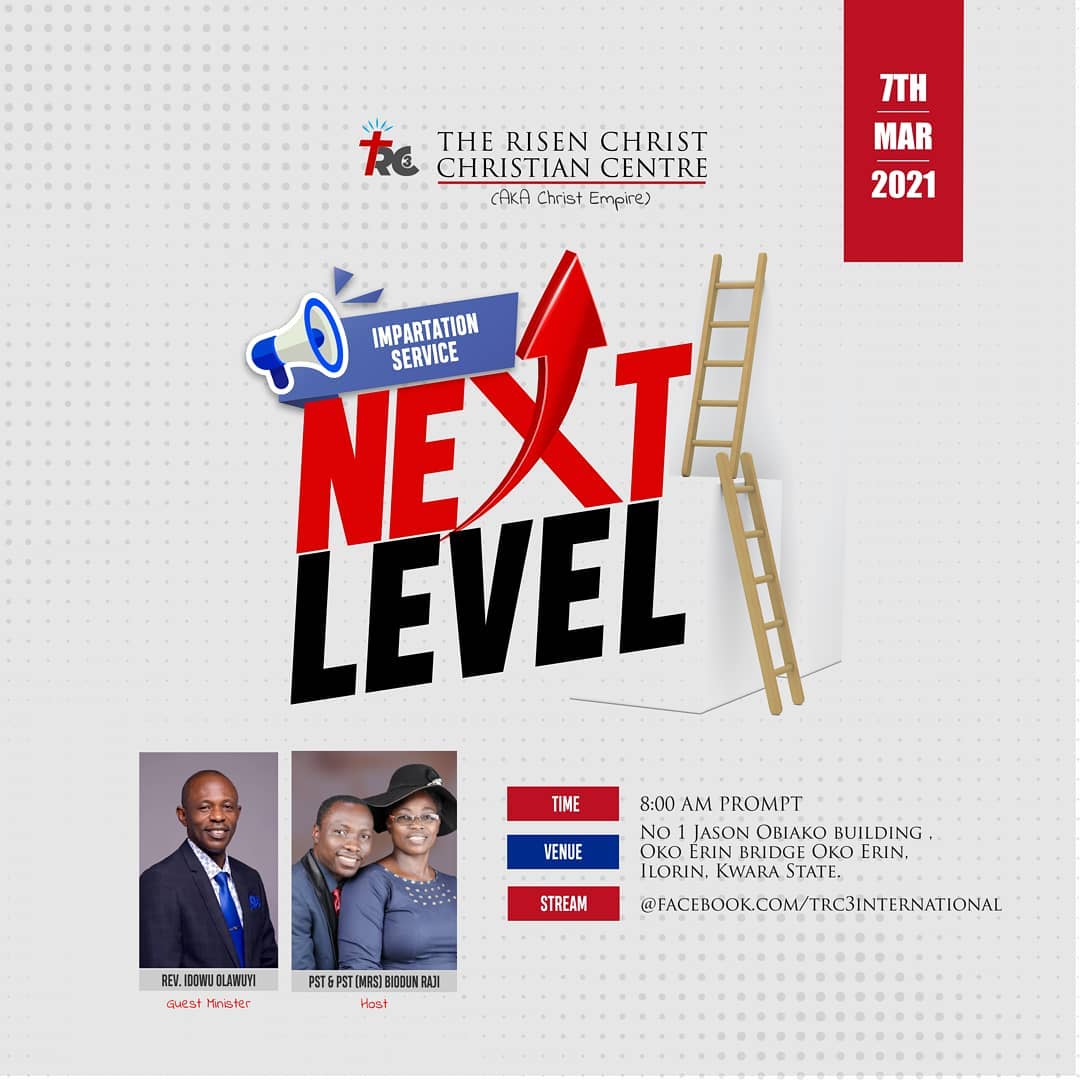 7TH
MAR
2021
TRC3
THE RISEN CHRIST
CHRISTIAN CENTRE
(AKA Christ Empire)
IMPARTATION
SERVICE
NEXT
LEVEL
TIME
8:00 AM PROMPT
VENUE
No 1 Jason Obiako building ,
Oko Erin bridge Oko Erin,
Ilorin, Kwara State.
STREAM
@facebook.com/trc3international
REV. IDOWU OLAWUYI
Guest Minister
PST & PST (MRS) BIODUN RAJI
Host